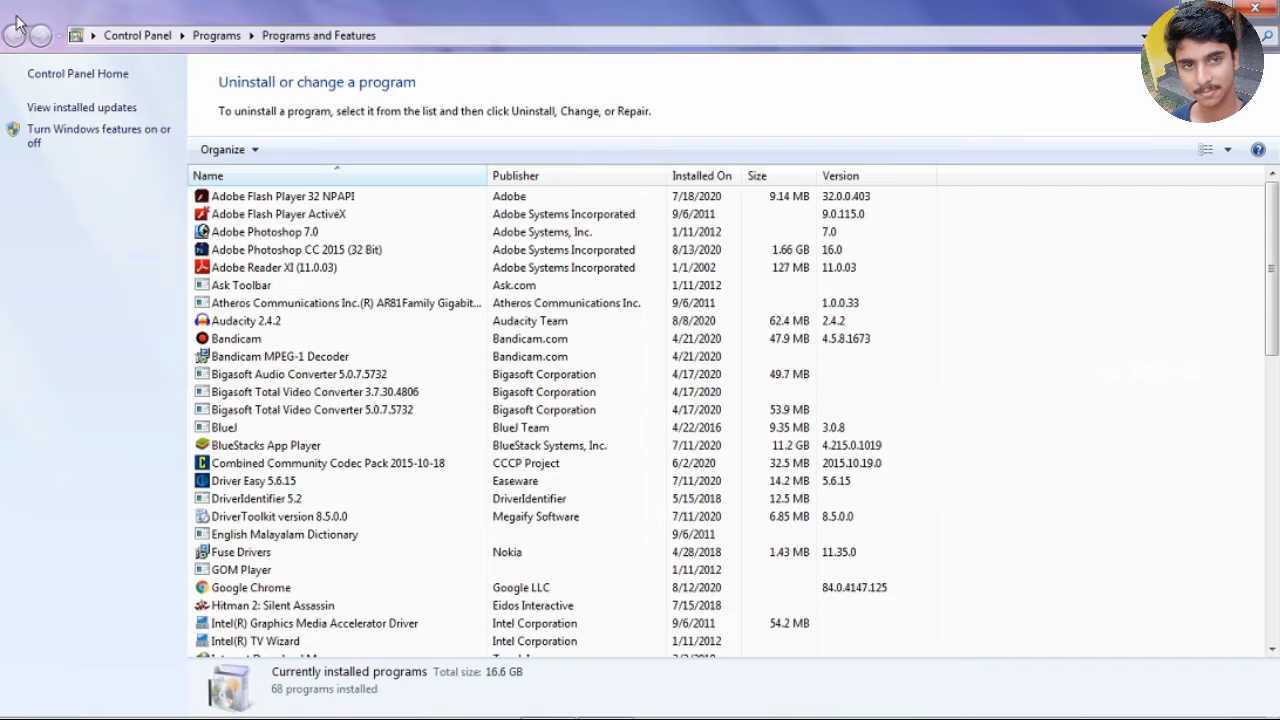 Control Panel Programs Programs and Features
Control Panel Home
View installed updates
Turn Windows features on or
off
Uninstall or change a program
To uninstall a program, select it from the list and then click Uninstall, Change, or Repair.
Organize
Name Publisher Installed On Size Version
Adobe Flash Player 32 NPAPI Adobe 7/18/2020 9.14 MB 32.0.0.403
Adobe Flash Player ActiveX Adobe Systems Incorporated 9/6/2011 9.0.115.0
Adobe Photoshop 7.0 Adobe Systems, Inc. 1/11/2012 7.0
Adobe Photoshop CC 2015 (32 Bit) Adobe Systems Incorporated 8/13/2020 1.66 GB 16.0
Adobe Reader XI (11.0.03) Adobe Systems Incorporated 1/1/2002 127 MB 11.0.03
Ask Toolbar Ask.com 1/11/2012
Atheros Communications Inc.(R) AR81Family Gigabit... Atheros Communications Inc. 9/6/2011 1.0.0.33
Audacity 2.4.2 Audacity Team 8/8/2020 62.4 MB 2.4.2
Bandicam Bandicam.com 4/21/2020 47.9 MB 4.5.8.1673
Bandicam MPEG-1 Decoder Bandicam.com 4/21/2020
Bigasoft Audio Converter 5.0.7.5732 Bigasoft Corporation 4/17/2020 49.7 MB
Bigasoft Total Video Converter 3.7.30.4806 Bigasoft Corporation 4/17/2020
Bigasoft Total Video Converter 5.0.7.5732 Bigasoft Corporation 4/17/2020 53.9 MB
BlueJ BlueJ Team 4/22/2016 9.35 MB 3.0.8
BlueStacks App Player BlueStack Systems, Inc. 7/11/2020 11.2 GB 4.215.0.1019
Combined Community Codec Pack 2015-10-18 CCCP Project 6/2/2020 32.5 MB 2015.10.19.0
Driver Easy 5.6.15 Easeware 7/11/2020 14.2 MB 5.6.15
DriverIdentifier 5.2 DriverIdentifier 5/15/2018 12.5 MB
DriverToolkit version 8.5.0.0 Megaify Software 7/11/2020 6.85 MB 8.5.0.0
English Malayalam Dictionary 9/6/2011
Fuse Drivers Nokia 4/28/2018 1.43 MB 11.35.0
GOM Player 1/11/2012
Google Chrome Google LLC 8/12/2020 84.0.4147.125
Hitman 2: Silent Assassin Eidos Interactive 7/15/2018
Intel(R) Graphics Media Accelerator Driver Intel Corporation 9/6/2011 54.2 MB
Intel(R) TV Wizard Intel Corporation 1/11/2012
Currently installed programs Total size: 16.6 GB
68 programs installed